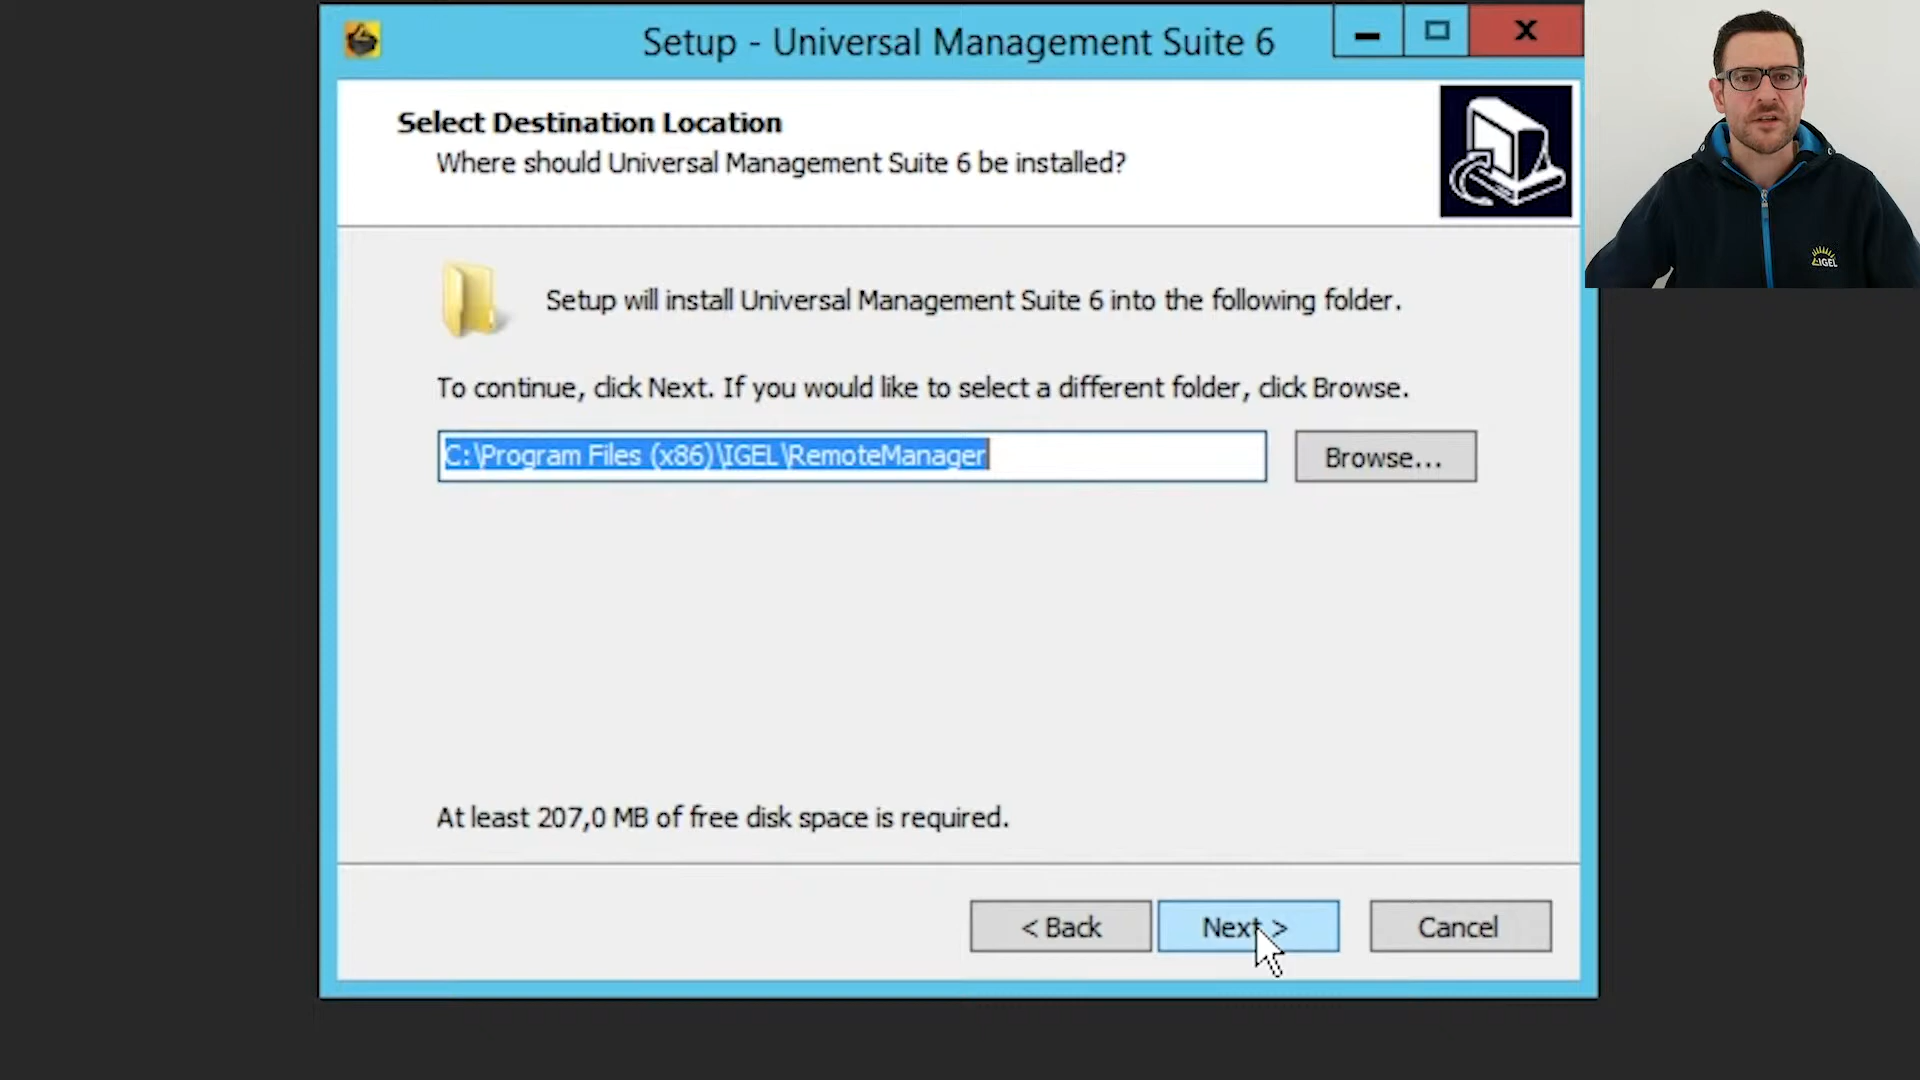 Setup - Universal Management Suite 6
Select Destination Location
Where should Universal Management Suite 6 be installed?
IGEL
Setup will install Universal Management Suite 6 into the following folder.
To continue, click Next. If you would like to select a different folder, click Browse.
C:\Program Files (x86)\IGEL\RemoteManager
Browse...
At least 207,0 MB of free disk space is required.
< Back
Next >
Cancel